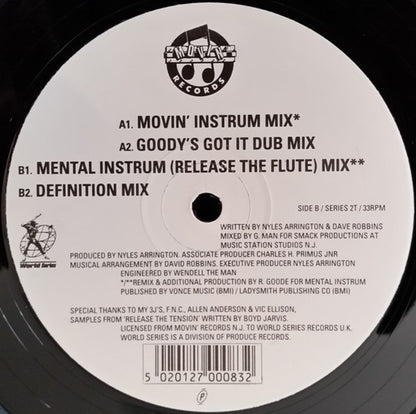 MOVIN'
RECORDS
A1. MOVIN' INSTRUM MIX*
A2. GOODY'S GOT IT DUB MIX
B1. MENTAL INSTRUM (RELEASE THE FLUTE) MIX**
B2. DEFINITION MIX
SIDE B / SERIES 2T / 33RPM
World Series
WRITTEN BY NYLES ARRINGTON & DAVE ROBBINS
MIXED BY G. MAN FOR SMACK PRODUCTIONS AT
MUSIC STATION STUDIOS N.J.
PRODUCED BY NYLES ARRINGTON. ASSOCIATE PRODUCER CHARLES H. PRIMUS JNR
MUSICAL ARRANGEMENT BY DAVID ROBBINS. EXECUTIVE PRODUCER NYLES ARRINGTON
ENGINEERED BY WENDELL THE MAN
*/**REMIX & ADDITIONAL PRODUCTION BY R. GOODE FOR MENTAL INSTRUM
PUBLISHED BY VONCE MUSIC (BMI) / LADYSMITH PUBLISHING CO (BMI)
SPECIAL THANKS TO MY 3J'S, F.N.C., ALLEN ANDERSON & VIC ELLISON,
SAMPLES FROM 'RELEASE THE TENSION' WRITTEN BY BOYD JARVIS.
LICENSED FROM MOVIN' RECORDS N.J. TO WORLD SERIES RECORDS U.K.
WORLD SERIES IS A DIVISION OF PRODUCE RECORDS.
5 020127 000832
P